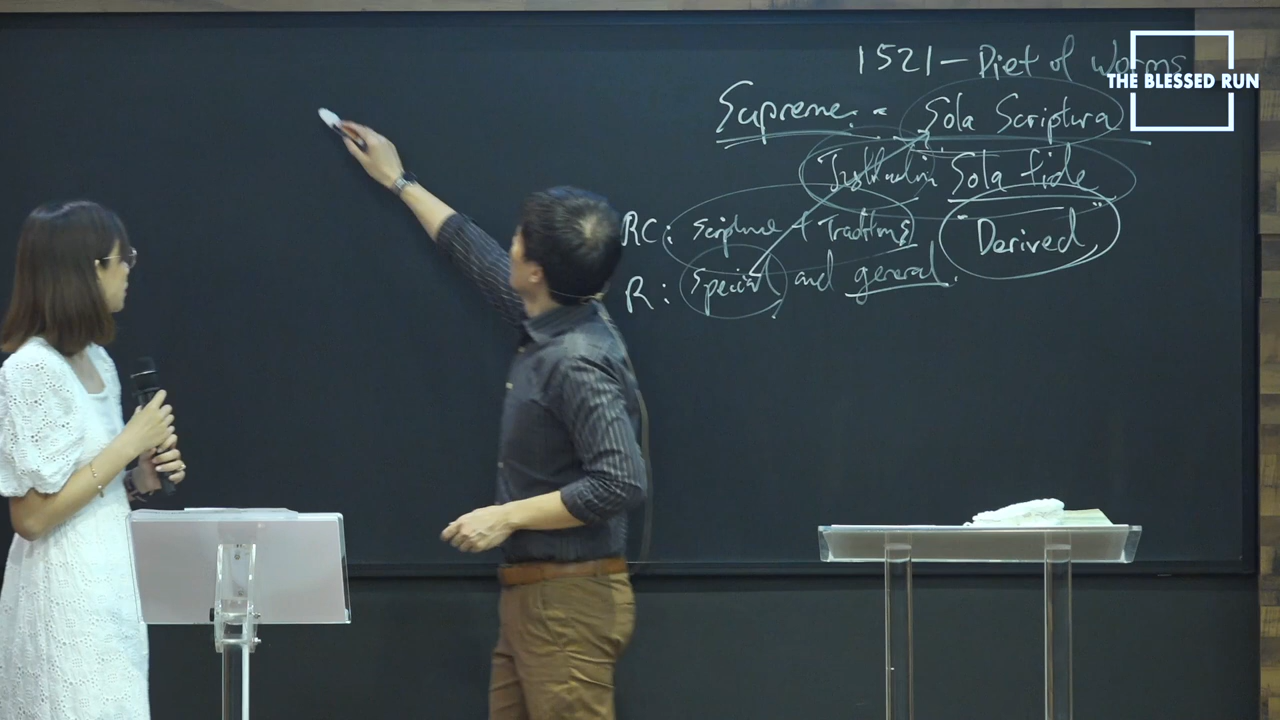 1521 - Diet of Worms
THE BLESSED RUN
Supreme. - Sola Scriptura
Justification Sola fide
RC: Scripture + Traditions
"Derived"
R: Special and general.